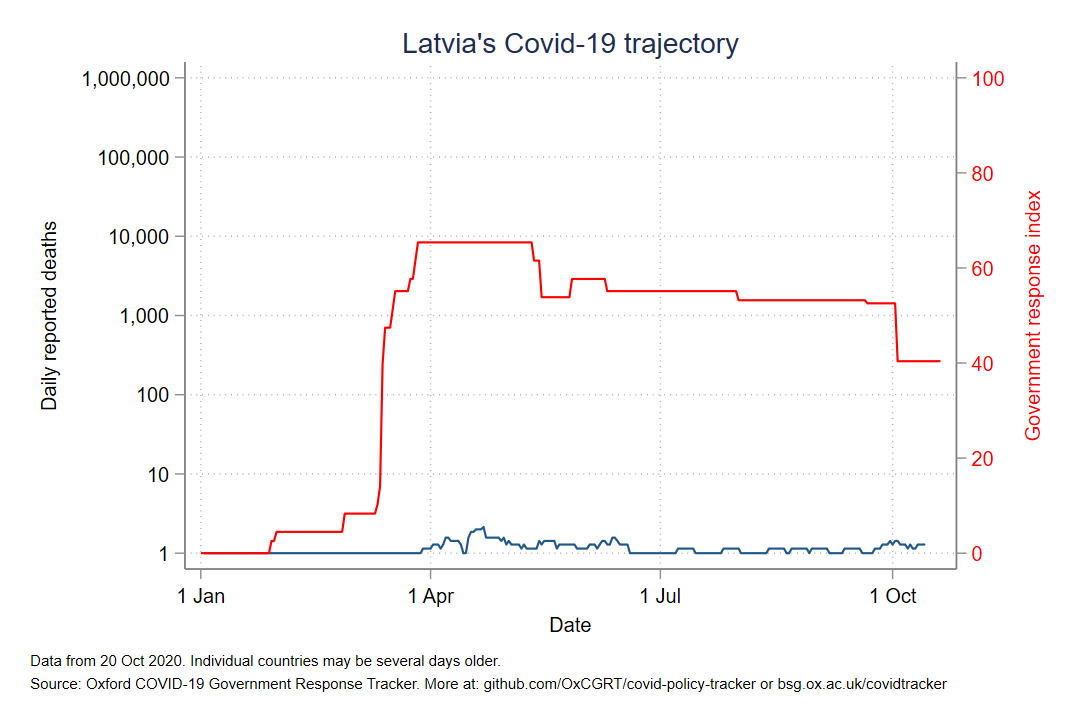 Latvia's Covid-19 trajectory
1,000,000
100,000
10,000
1,000
100
10
1
Daily reported deaths
100
80
60
40
20
0
Government response index
1 Jan
1 Apr
1 Jul
1 Oct
Date
Data from 20 Oct 2020. Individual countries may be several days older.
Source: Oxford COVID-19 Government Response Tracker. More at: github.com/OxCGRT/covid-policy-tracker or bsg.ox.ac.uk/covidtracker